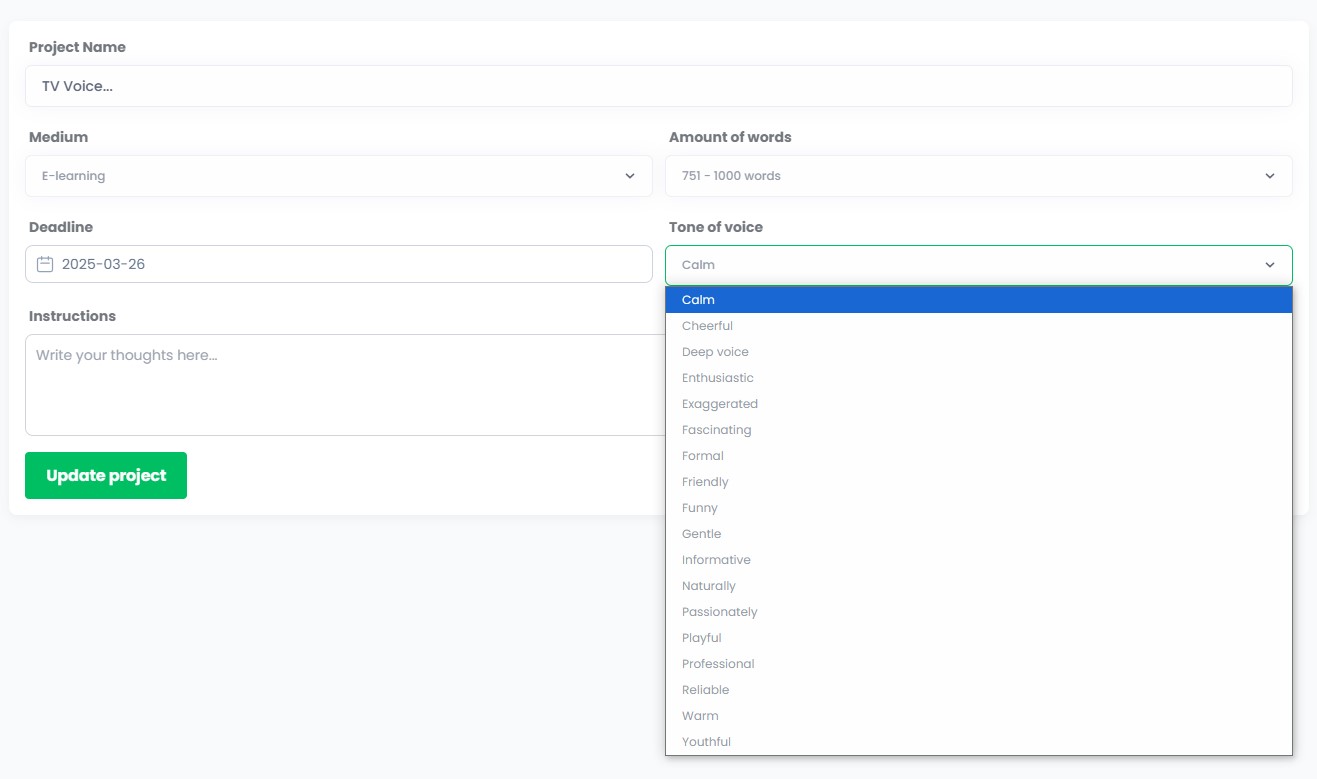 Project Name
TV Voice...
Medium
Amount of words
E-learning
751 - 1000 words
Deadline
Tone of voice
2025-03-26
Calm
Calm
Cheerful
Deep voice
Enthusiastic
Exaggerated
Fascinating
Formal
Friendly
Funny
Gentle
Informative
Naturally
Passionately
Playful
Professional
Reliable
Warm
Youthful
Instructions
Write your thoughts here...
Update project